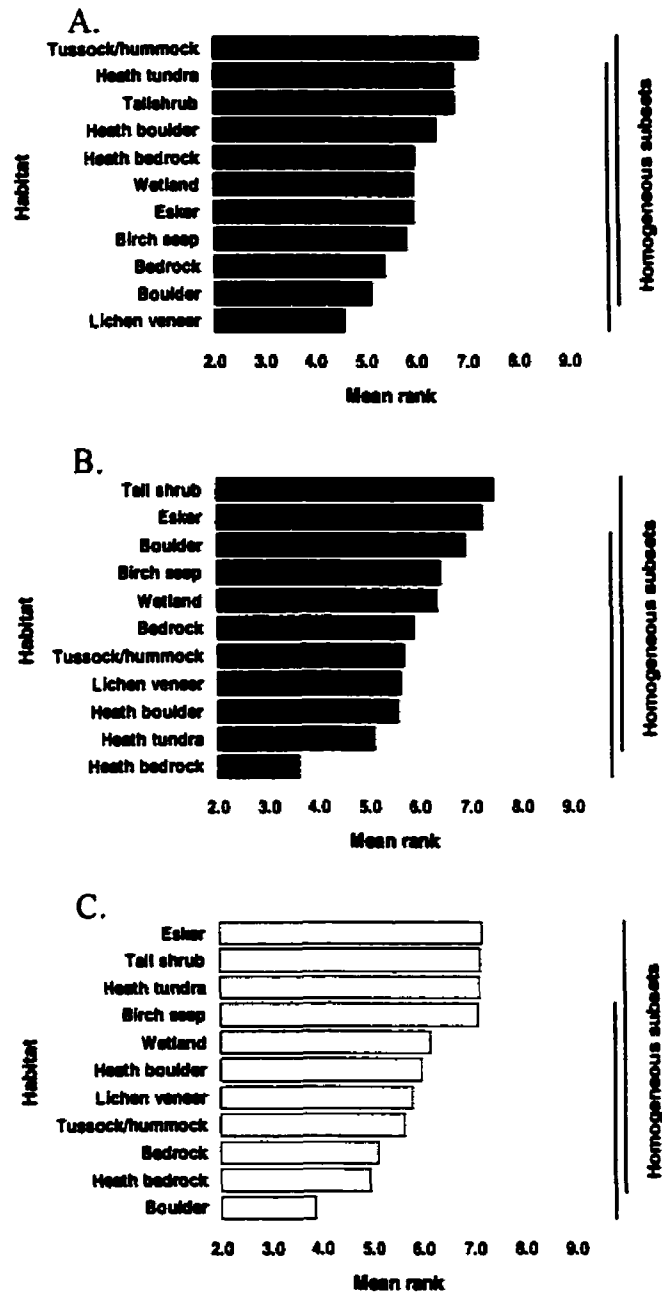 A.
Tussock/hummock
Heath tundra
Tallshrub
Heath boulder
Heath bedrock
Wetland
Esker
Birch seep
Bedrock
Boulder
Lichen veneer
Habitat
2.0 3.0 4.0 5.0 6.0 7.0 8.0 9.0
Mean rank
Homogeneous subsets
B.
Tall shrub
Esker
Boulder
Birch seep
Wetland
Bedrock
Tussock/hummock
Lichen veneer
Heath boulder
Heath tundra
Heath bedrock
Habitat
2.0 3.0 4.0 5.0 6.0 7.0 8.0 9.0
Mean rank
Homogeneous subsets
C.
Esker
Tall shrub
Heath tundra
Birch seep
Wetland
Heath boulder
Lichen veneer
Tussock/hummock
Bedrock
Heath bedrock
Boulder
Habitat
2.0 3.0 4.0 5.0 6.0 7.0 8.0 9.0
Mean rank
Homogeneous subsets